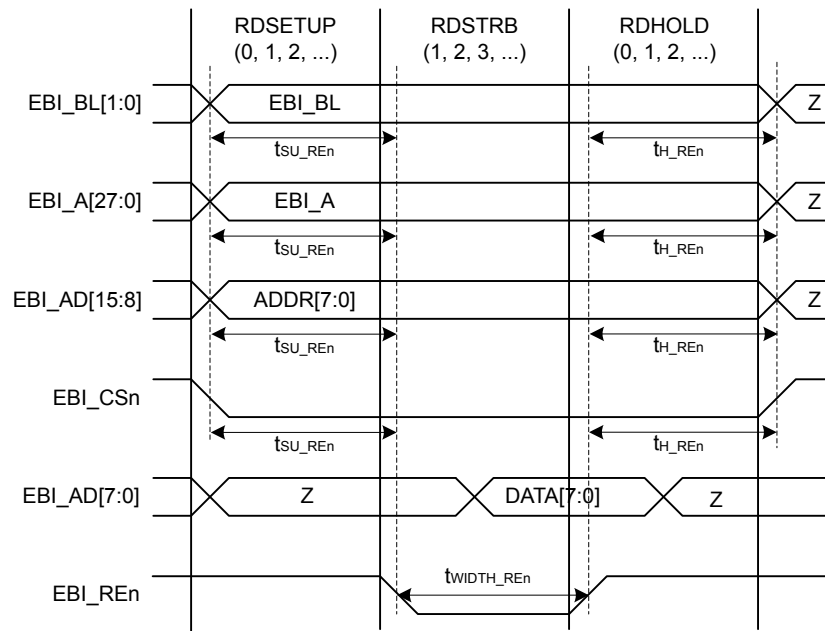 RDSETUP
(0, 1, 2, ...)
RDSTRB
(1, 2, 3, ...)
RDHOLD
(0, 1, 2, ...)
EBI_BL[1:0]
EBI_BL
Z
tSU_REn
tH_REn
EBI_A[27:0]
EBI_A
Z
tSU_REn
tH_REn
EBI_AD[15:8]
ADDR[7:0]
Z
tSU_REn
tH_REn
EBI_CSn
tSU_REn
tH_REn
EBI_AD[7:0]
Z
DATA[7:0]
Z
EBI_REn
tWIDTH_REn